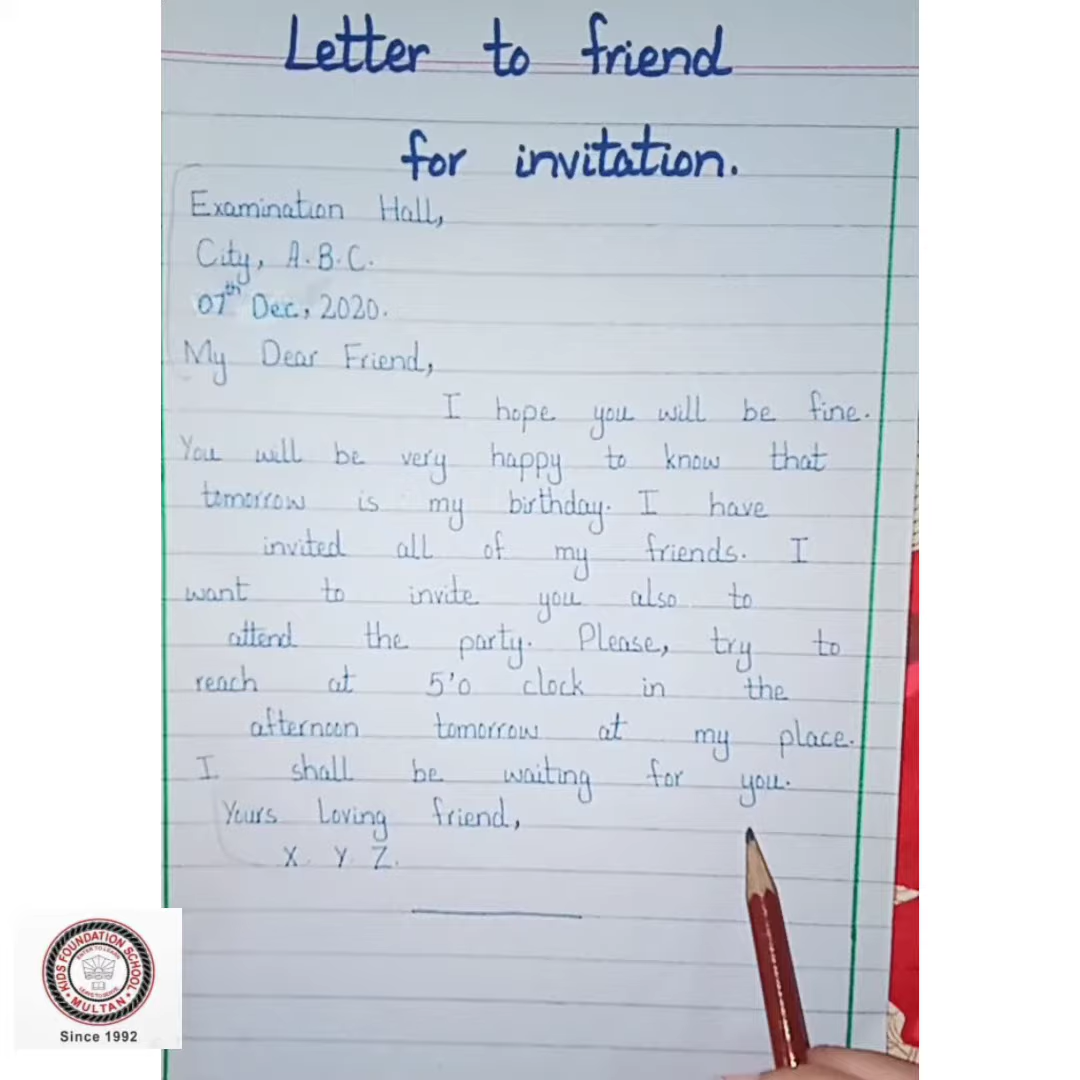 Letter to friend
for invitation.
Examination Hall,
City, A.B.C.
07th Dec, 2020.
My Dear Friend,
I hope you will be fine.
You will be very happy to know that
tomorrow is my birthday. I have
invited all of my friends. I
want to invite you also to
attend the party. Please, try to
reach at 5'o clock in the
afternoon tomorrow at my place.
I shall be waiting for you.
Yours Loving friend,
X Y Z.
KIDS FOUNDATION SCHOOL
ENTER TO LEARN
MULTAN
Since 1992